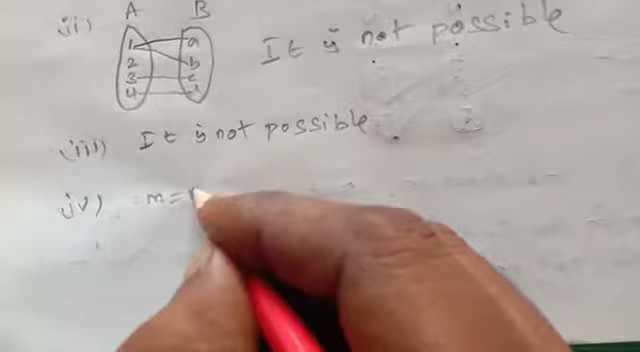 ii) A B
1 a It is not possible
2 b
3 c
4
iii) It is not possible
iv) m=